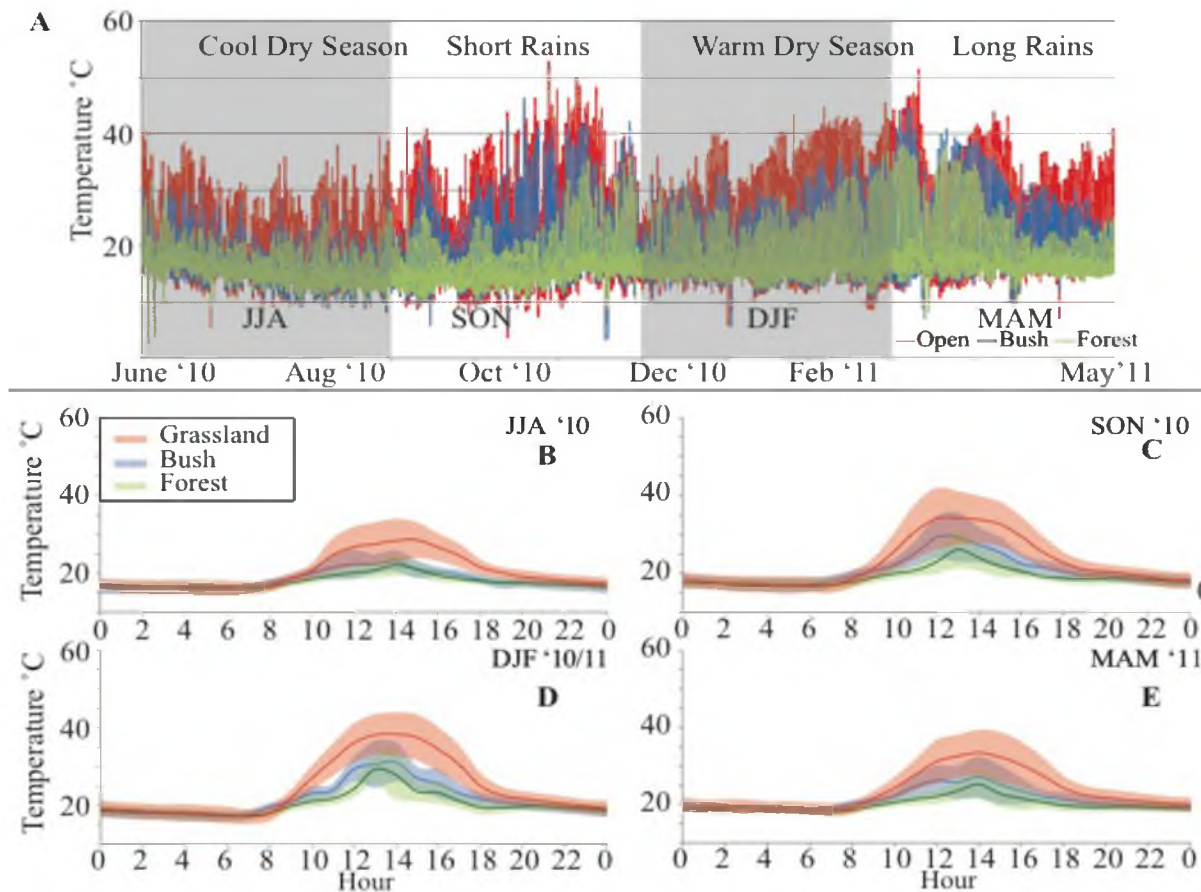 A
Temperature ˚C
60
40
20
Cool Dry Season
Short Rains
Warm Dry Season
Long Rains
JJA
SON
DJF
MAM
Open Bush Forest
June ‘10
Aug ‘10
Oct ‘10
Dec ‘10
Feb ‘11
May’11
Temperature ˚C
60
40
20
Grassland
Bush
Forest
JJA ‘10
B
0 2 4 6 8 10 12 14 16 18 20 22 0
60
40
20
Temperature ˚C
SON ‘10
C
0 2 4 6 8 10 12 14 16 18 20 22 0
Temperature ˚C
60
40
20
DJF ‘10/11
D
0 2 4 6 8 10 12 14 16 18 20 22 0
Hour
Temperature ˚C
60
40
20
MAM ‘11
E
0 2 4 6 8 10 12 14 16 18 20 22 0
Hour